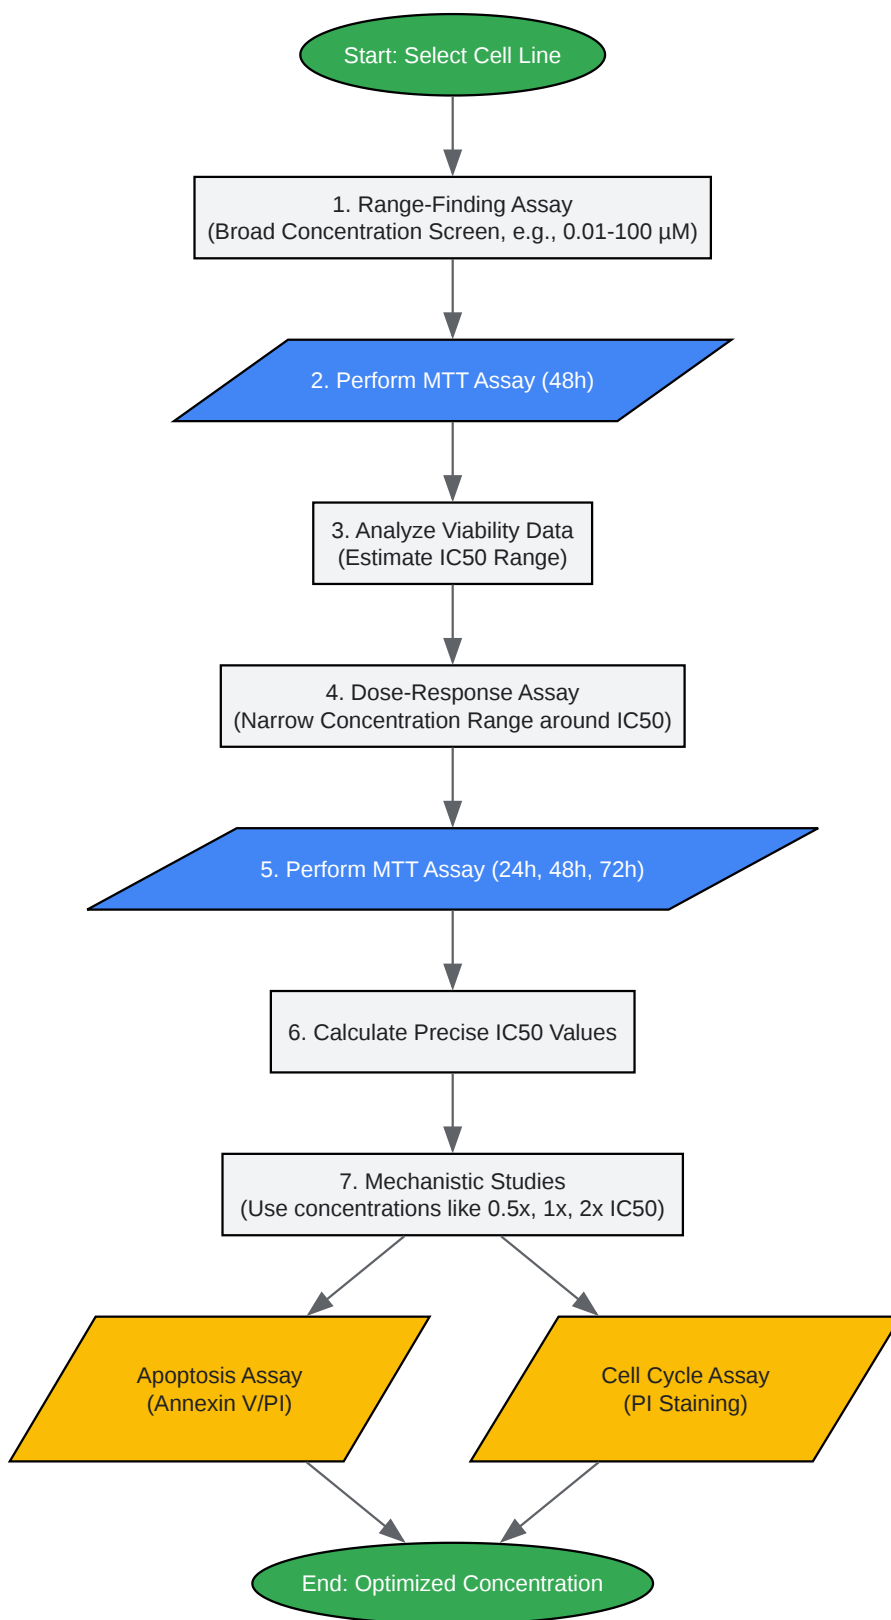 Start: Select Cell Line
1. Range-Finding Assay
(Broad Concentration Screen, e.g., 0.01-100 µM)
2. Perform MTT Assay (48h)
3. Analyze Viability Data
(Estimate IC50 Range)
4. Dose-Response Assay
(Narrow Concentration Range around IC50)
5. Perform MTT Assay (24h, 48h, 72h)
6. Calculate Precise IC50 Values
7. Mechanistic Studies
(Use concentrations like 0.5x, 1x, 2x IC50)
Apoptosis Assay
(Annexin V/PI)
Cell Cycle Assay
(PI Staining)
End: Optimized Concentration